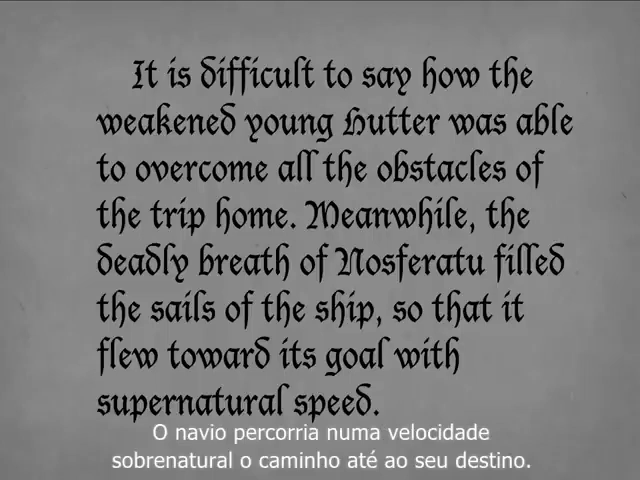 It is difficult to say how the
weakened young Hutter was able
to overcome all the obstacles of
the trip home. Meanwhile, the
deadly breath of Nosferatu filled
the sails of the ship, so that it
flew toward its goal with
supernatural speed.
O navio percorria numa velocidade
sobrenatural o caminho até ao seu destino.